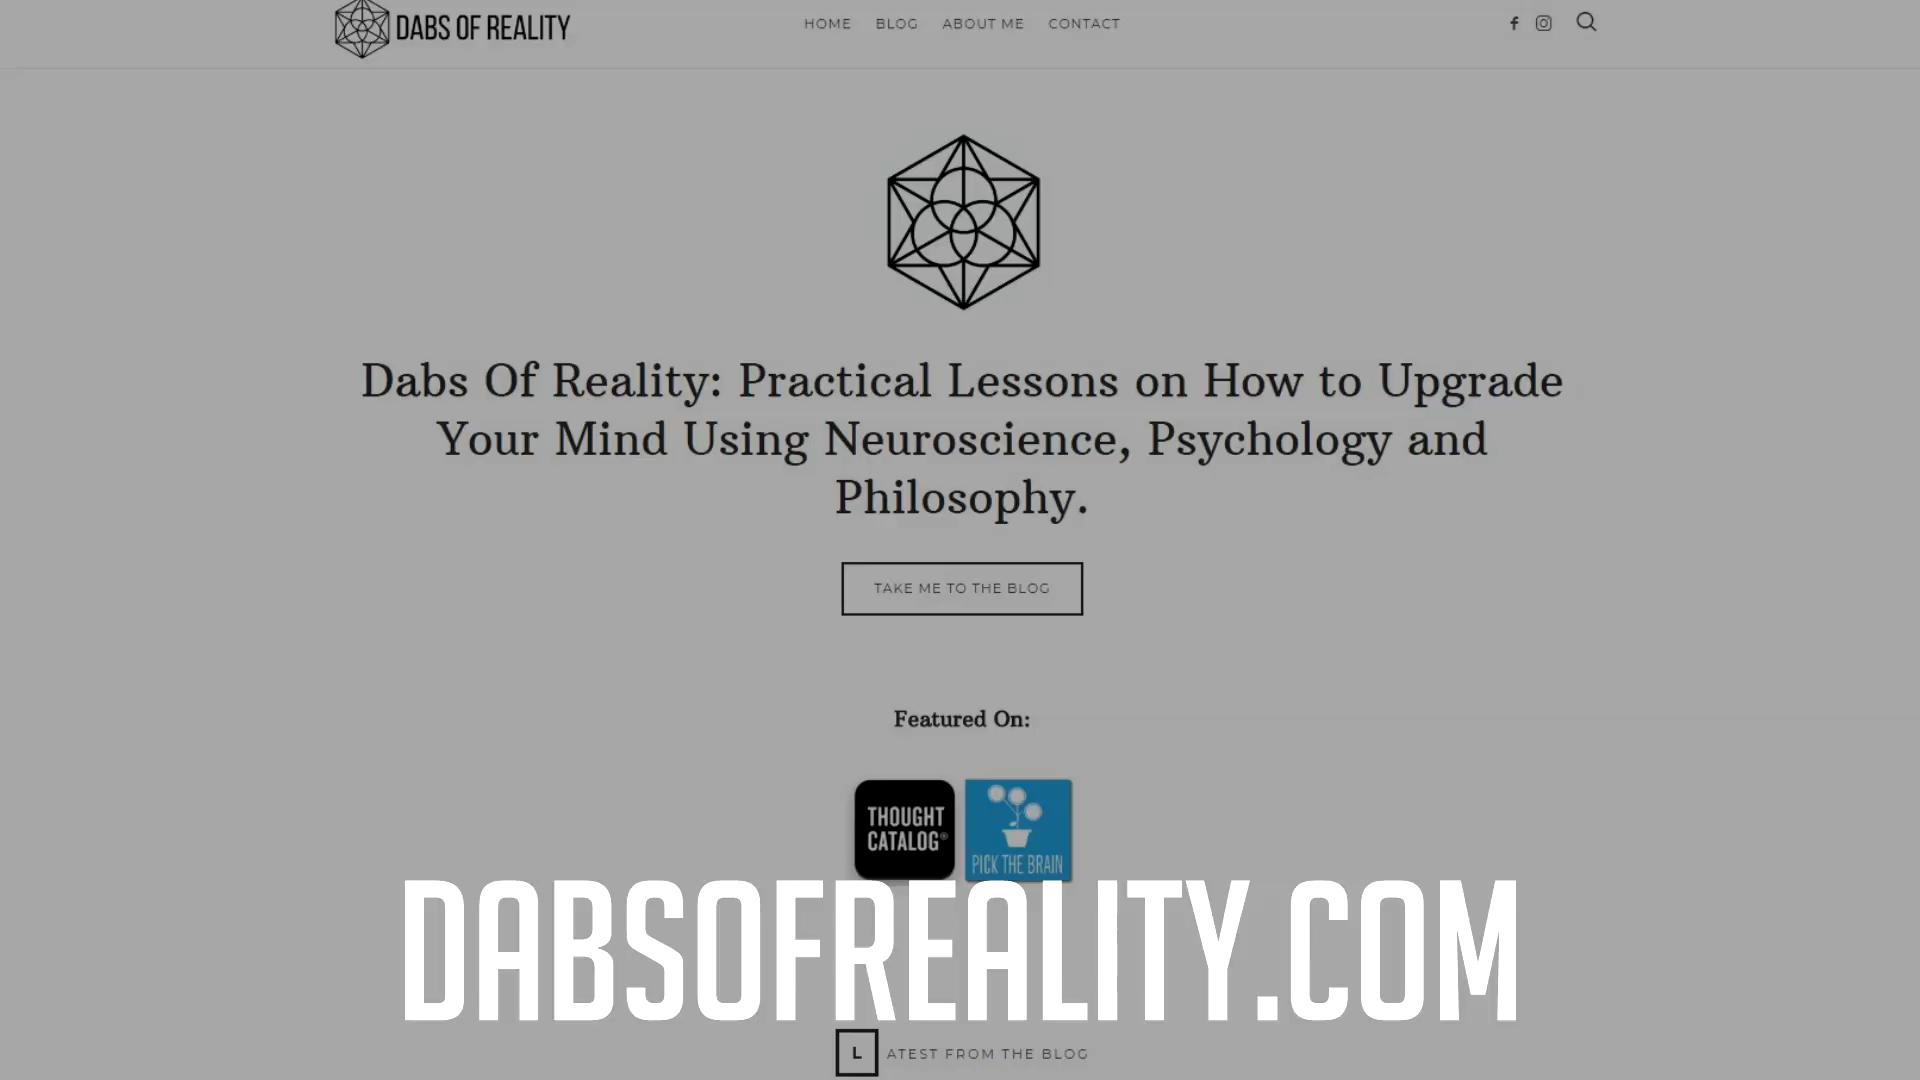 DABS OF REALITY
HOME BLOG ABOUT ME CONTACT
Dabs Of Reality: Practical Lessons on How to Upgrade
Your Mind Using Neuroscience, Psychology and
Philosophy.
TAKE ME TO THE BLOG
Featured On:
THOUGHT
CATALOG®
PICK THE BRAIN
DABSOFREALITY.COM
LATEST FROM THE BLOG